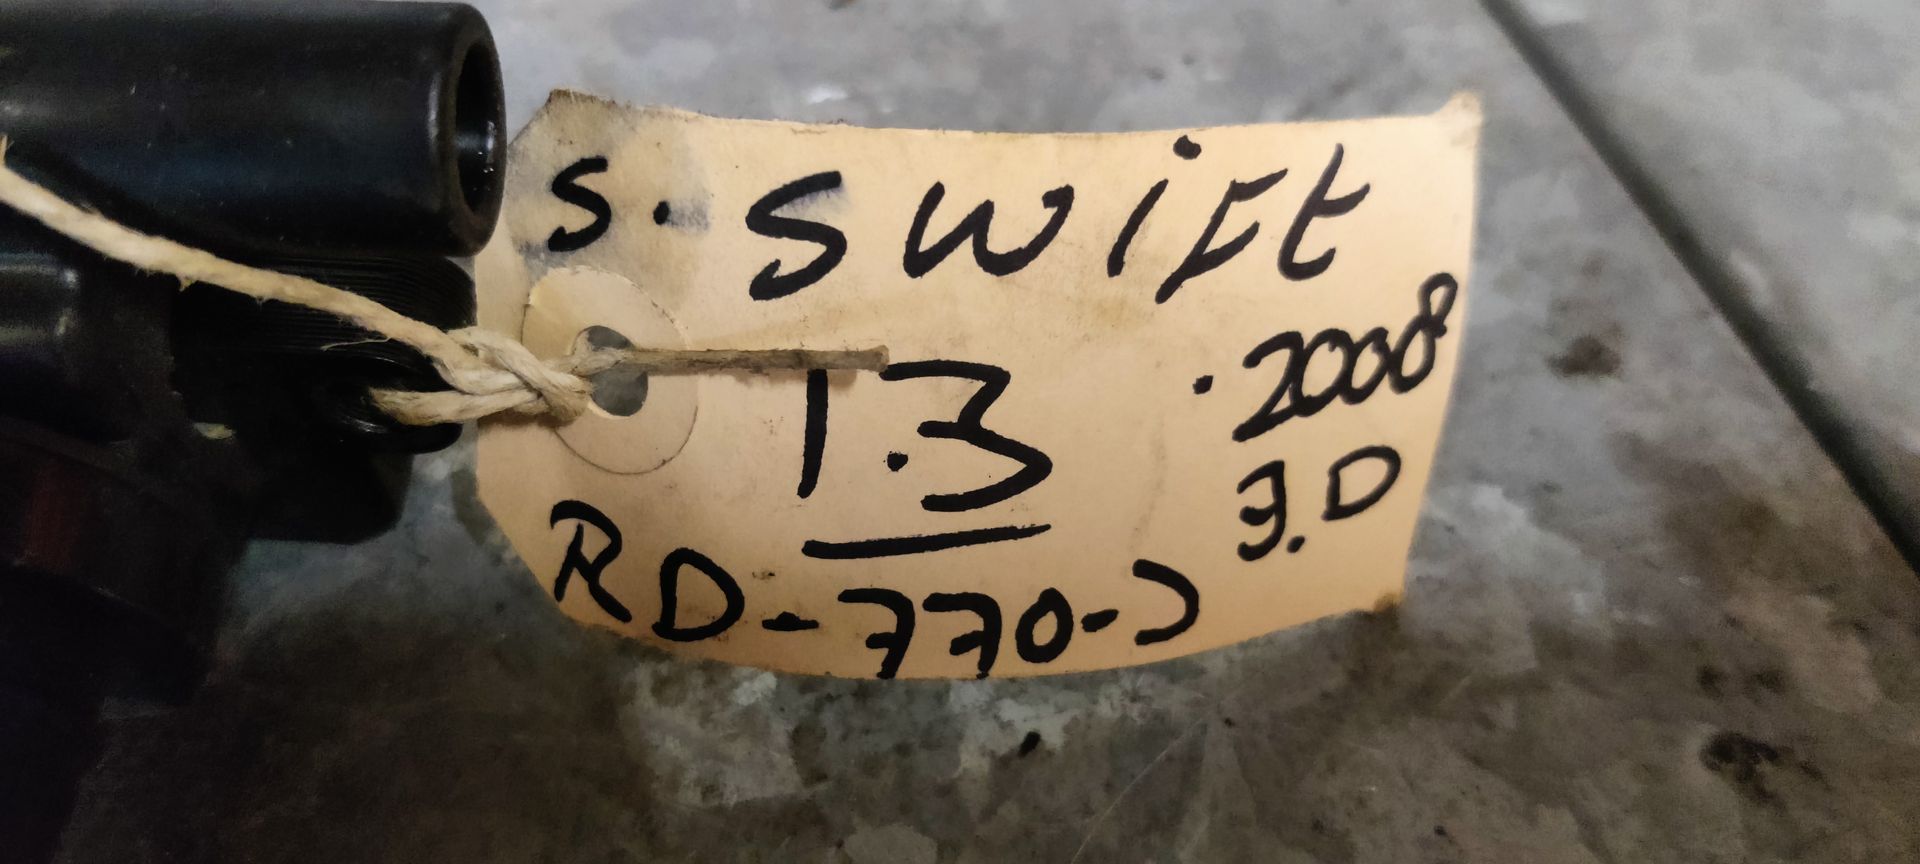 S. SWift
1.3
.2008
3.D
RD-770-J